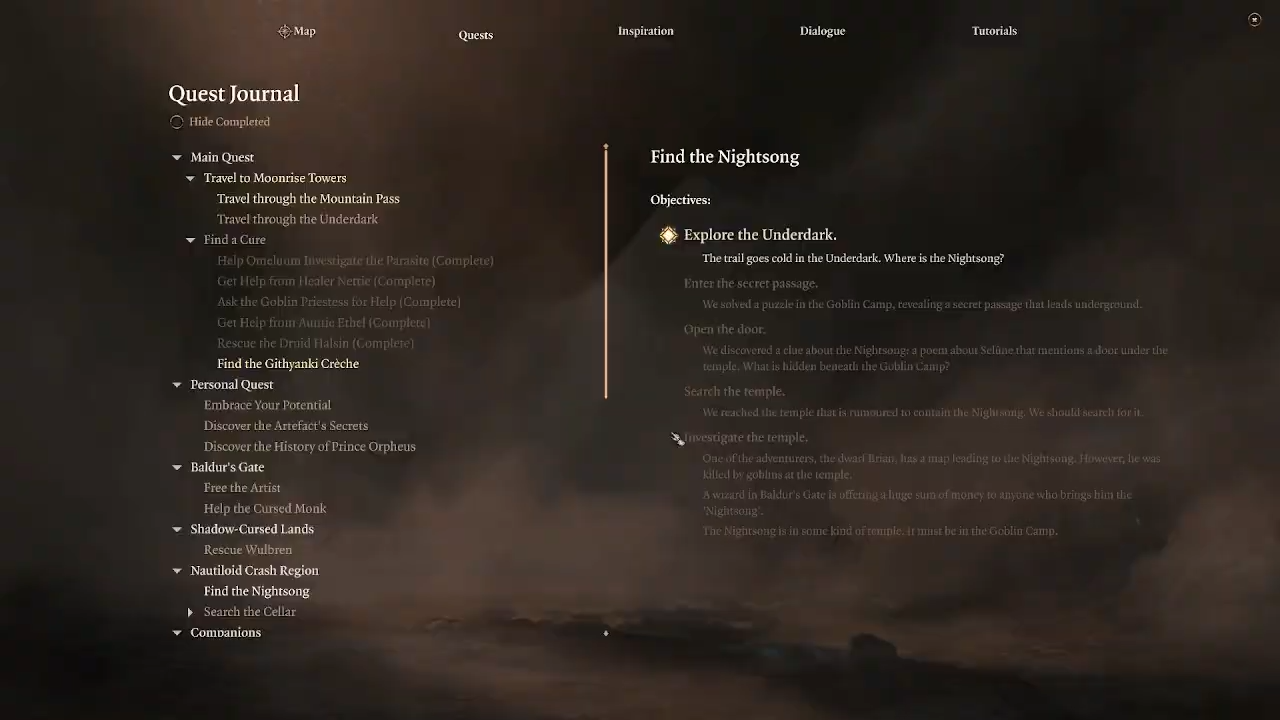 Map
Quests
Inspiration
Dialogue
Tutorials
Quest Journal
Hide Completed
Main Quest
Travel to Moonrise Towers
Travel through the Mountain Pass
Travel through the Underdark
Find a Cure
Help Omeluum Investigate the Parasite (Complete)
Get Help from Healer Nettie (Complete)
Ask the Goblin Priestess for Help (Complete)
Get Help from Auntie Ethel (Complete)
Rescue the Druid Halsin (Complete)
Find the Githyanki Crèche
Personal Quest
Embrace Your Potential
Discover the Artefact's Secrets
Discover the History of Prince Orpheus
Baldur's Gate
Free the Artist
Help the Cursed Monk
Shadow-Cursed Lands
Rescue Wulbren
Nautiloid Crash Region
Find the Nightsong
Search the Cellar
Companions
Find the Nightsong
Objectives:
Explore the Underdark.
The trail goes cold in the Underdark. Where is the Nightsong?
Enter the secret passage.
We solved a puzzle in the Goblin Camp, revealing a secret passage that leads underground.
Open the door.
We discovered a clue about the Nightsong: a poem about Selûne that mentions a door under the
temple. What is hidden beneath the Goblin Camp?
Search the temple.
We reached the temple that is rumoured to contain the Nightsong. We should search for it.
Investigate the temple.
One of the adventurers, the dwarf Brian, has a map leading to the Nightsong. However, he was
killed by goblins at the temple.
A wizard in Baldur's Gate is offering a huge sum of money to anyone who brings him the
'Nightsong'.
The Nightsong is in some kind of temple. It must be in the Goblin Camp.